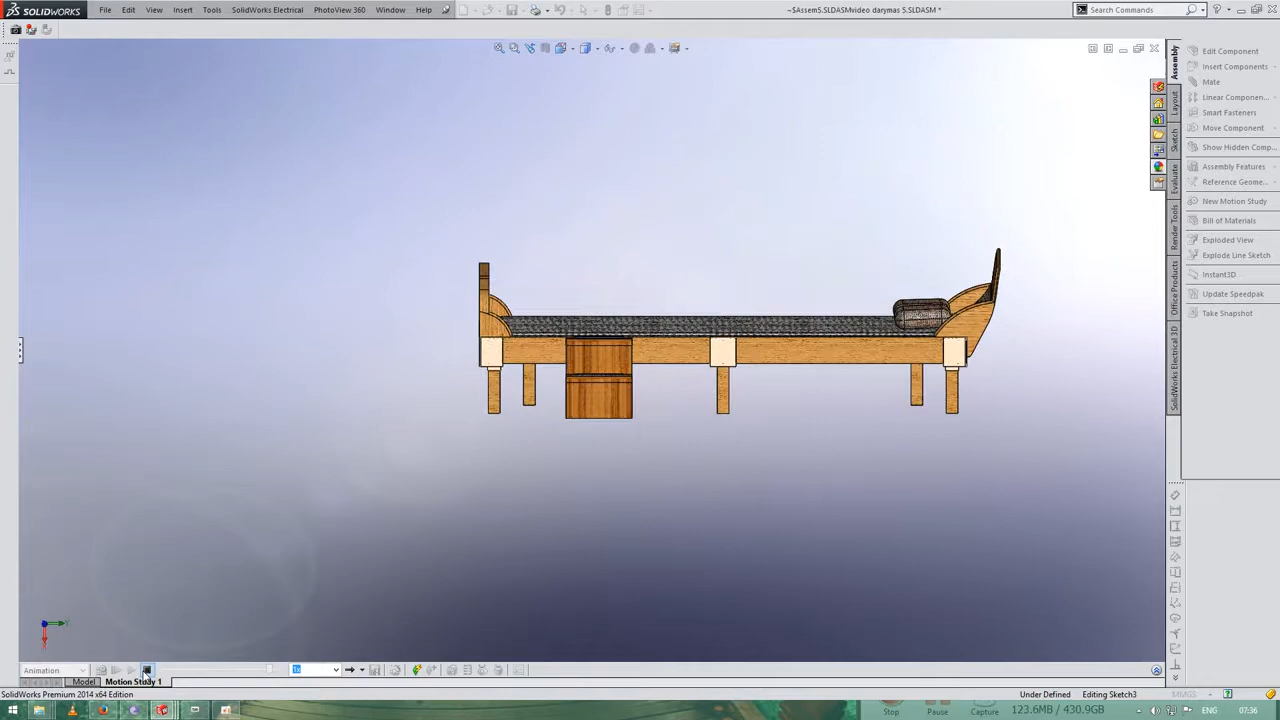 SOLIDWORKS File Edit View Insert Tools SolidWorks Electrical PhotoView 360 Window Help ~$Assem5.SLDASMvideo darymas 5.SLDASM * Search Commands
Assembly
Layout
Sketch
Evaluate
Render Tools
Office Products
SolidWorks Electrical 3D
Edit Component
Insert Components
Mate
Linear Componen...
Smart Fasteners
Move Component
Show Hidden Comp...
Assembly Features
Reference Geome...
New Motion Study
Bill of Materials
Exploded View
Explode Line Sketch
Instant3D
Update Speedpak
Take Snapshot
Y
Animation 1x
Model Motion Study 1
SolidWorks Premium 2014 x64 Edition Under Defined Editing Sketch3 MMGS
Stop Pause Capture 123.6MB / 430.9GB ENG 07:36